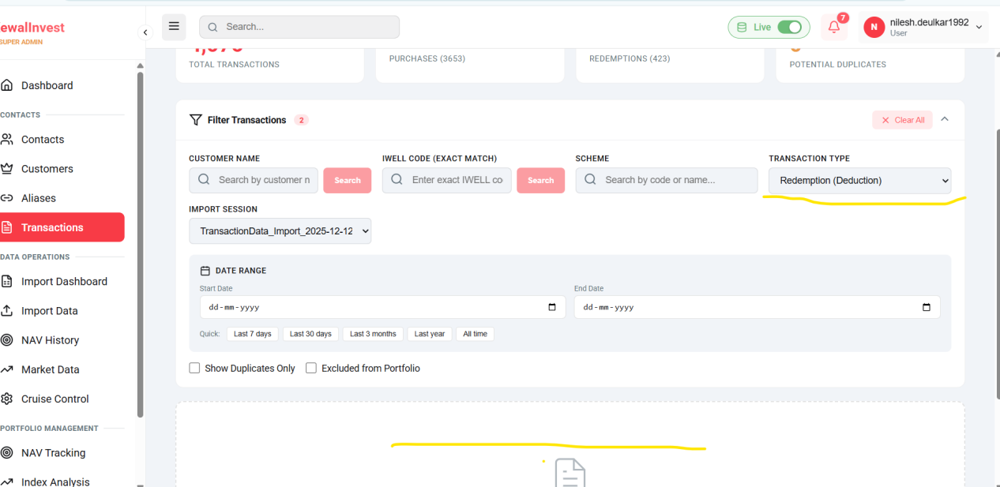 ewalInvest
SUPER ADMIN
Search...
Live
7
N
nilesh.deulkar1992
User
Dashboard
CONTACTS
Contacts
Customers
Aliases
Transactions
DATA OPERATIONS
Import Dashboard
Import Data
NAV History
Market Data
Cruise Control
PORTFOLIO MANAGEMENT
NAV Tracking
Index Analysis
TOTAL TRANSACTIONS
PURCHASES (3653)
REDEMPTIONS (423)
POTENTIAL DUPLICATES
Filter Transactions 2
Clear All
CUSTOMER NAME
Search by customer n
Search
IWELL CODE (EXACT MATCH)
Enter exact IWELL co
Search
SCHEME
Search by code or name...
TRANSACTION TYPE
Redemption (Deduction)
IMPORT SESSION
TransactionData_Import_2025-12-12
DATE RANGE
Start Date
dd-mm-yyyy
End Date
dd-mm-yyyy
Quick: Last 7 days Last 30 days Last 3 months Last year All time
Show Duplicates Only Excluded from Portfolio